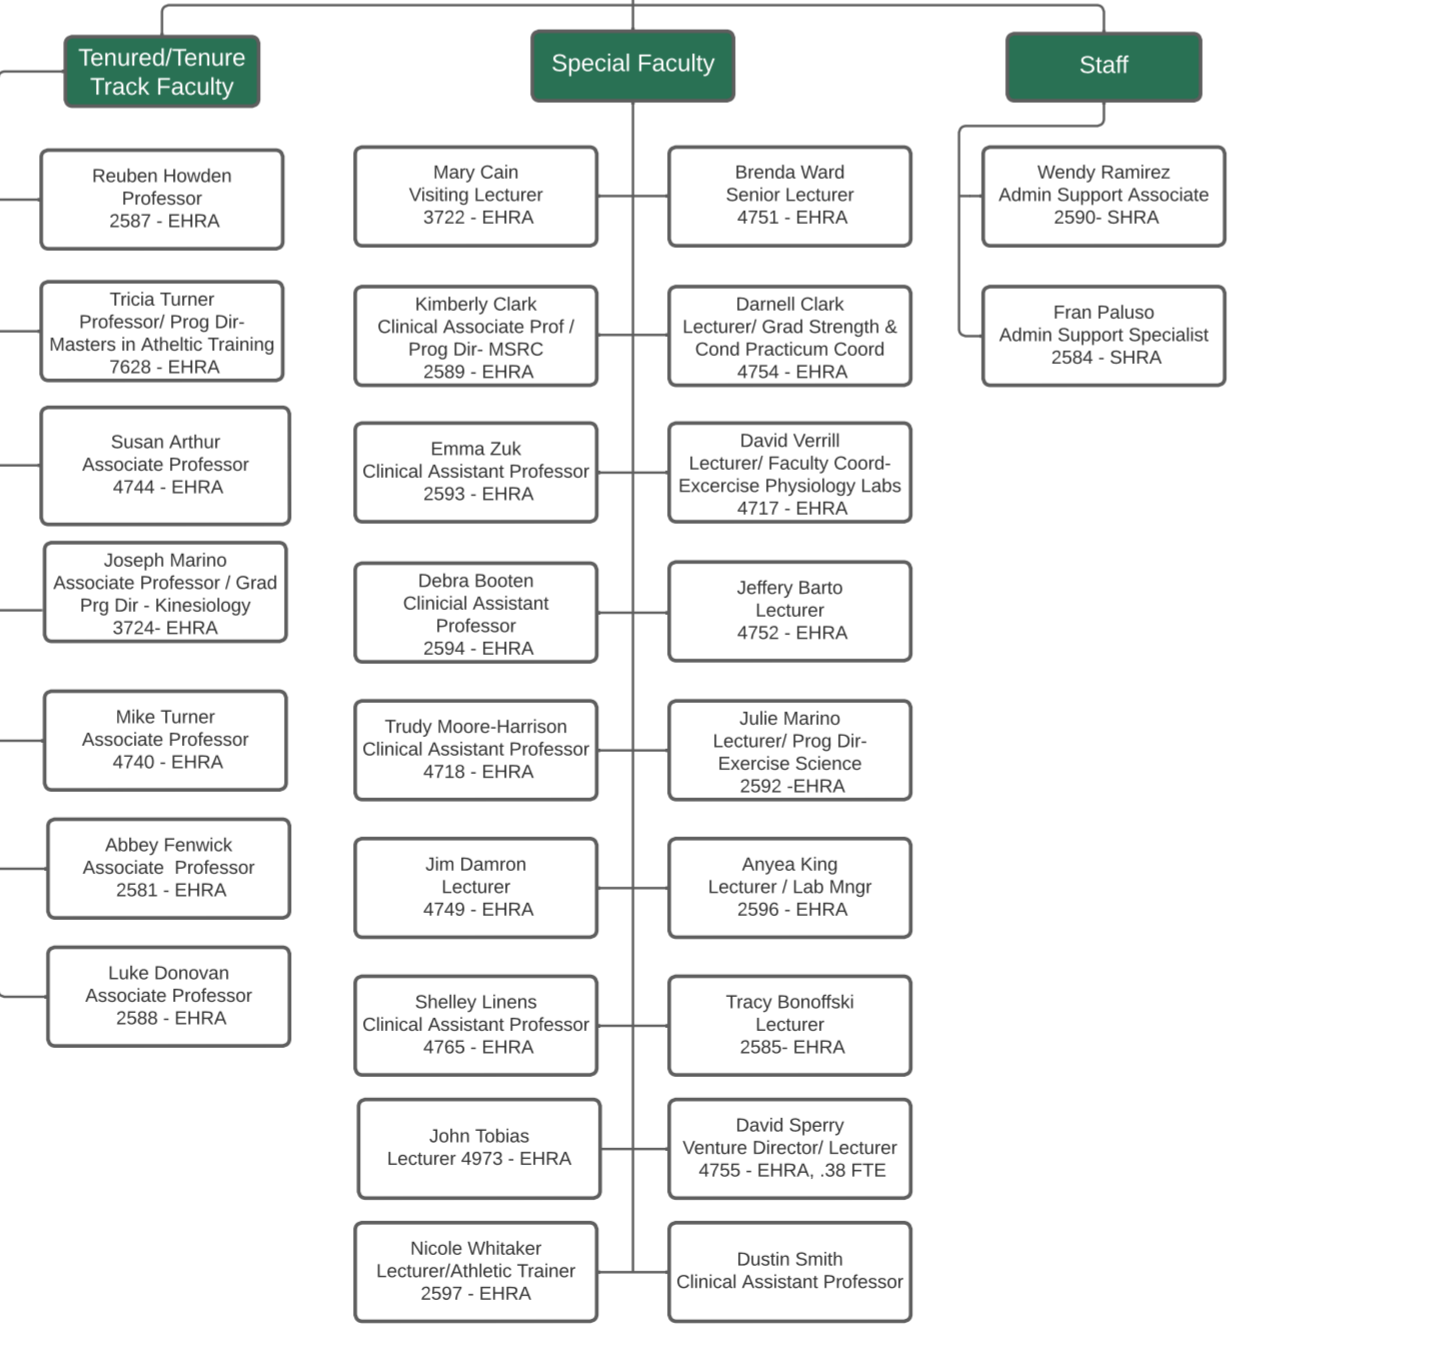 Tenured/Tenure
Track Faculty
Special Faculty
Staff
Reuben Howden
Professor
2587 - EHRA
Tricia Turner
Professor/ Prog Dir-
Masters in Atheltic Training
7628 - EHRA
Susan Arthur
Associate Professor
4744 - EHRA
Joseph Marino
Associate Professor / Grad
Prg Dir - Kinesiology
3724- EHRA
Mike Turner
Associate Professor
4740 - EHRA
Abbey Fenwick
Associate  Professor
2581 - EHRA
Luke Donovan
Associate Professor
2588 - EHRA
Mary Cain
Visiting Lecturer
3722 - EHRA
Kimberly Clark
Clinical Associate Prof /
Prog Dir- MSRC
2589 - EHRA
Emma Zuk
Clinical Assistant Professor
2593 - EHRA
Debra Booten
Clinicial Assistant
Professor
2594 - EHRA
Trudy Moore-Harrison
Clinical Assistant Professor
4718 - EHRA
Jim Damron
Lecturer
4749 - EHRA
Shelley Linens
Clinical Assistant Professor
4765 - EHRA
John Tobias
Lecturer 4973 - EHRA
Nicole Whitaker
Lecturer/Athletic Trainer
2597 - EHRA
Brenda Ward
Senior Lecturer
4751 - EHRA
Darnell Clark
Lecturer/ Grad Strength &
Cond Practicum Coord
4754 - EHRA
David Verrill
Lecturer/ Faculty Coord-
Excercise Physiology Labs
4717 - EHRA
Jeffery Barto
Lecturer
4752 - EHRA
Julie Marino
Lecturer/ Prog Dir-
Exercise Science
2592 -EHRA
Anyea King
Lecturer / Lab Mngr
2596 - EHRA
Tracy Bonoffski
Lecturer
2585- EHRA
David Sperry
Venture Director/ Lecturer
4755 - EHRA, .38 FTE
Dustin Smith
Clinical Assistant Professor
Wendy Ramirez
Admin Support Associate
2590- SHRA
Fran Paluso
Admin Support Specialist
2584 - SHRA